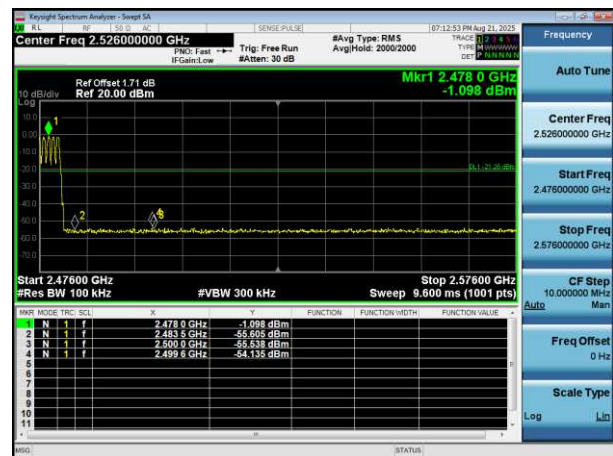 Keysight Spectrum Analyzer - Swept SA
RL RF 50 Ω AC SENSE:PULSE 07:12:53 PM Aug 21, 2025
Center Freq 2.526000000 GHz
PNO: Fast
IFGain:Low
Trig: Free Run
#Atten: 30 dB
#Avg Type: RMS
Avg|Hold: 2000/2000
TRACE 1 2 3 4 5 6
TYPE M W W W W W
DET P N N N N N
Ref Offset 1.71 dB
Ref 20.00 dBm
10 dB/div
Log
Mkr1 2.478 0 GHz
-1.098 dBm
10.0
0.00
-10.0
-20.0
-30.0
-40.0
-50.0
-60.0
-70.0
1
2
DL1 -21.26 dBm
Start 2.47600 GHz
Stop 2.57600 GHz
#Res BW 100 kHz
#VBW 300 kHz
Sweep 9.600 ms (1001 pts)
MKR MODE TRC SCL X Y FUNCTION FUNCTION WIDTH FUNCTION VALUE
1 N 1 f 2.478 0 GHz -1.098 dBm
2 N 1 f 2.483 5 GHz -55.605 dBm
3 N 1 f 2.500 0 GHz -55.538 dBm
4 N 1 f 2.499 6 GHz -54.135 dBm
5
6
7
8
9
10
11
MSG
STATUS
Frequency
Auto Tune
Center Freq
2.526000000 GHz
Start Freq
2.476000000 GHz
Stop Freq
2.576000000 GHz
CF Step
10.000000 MHz
Auto Man
Freq Offset
0 Hz
Scale Type
Log Lin